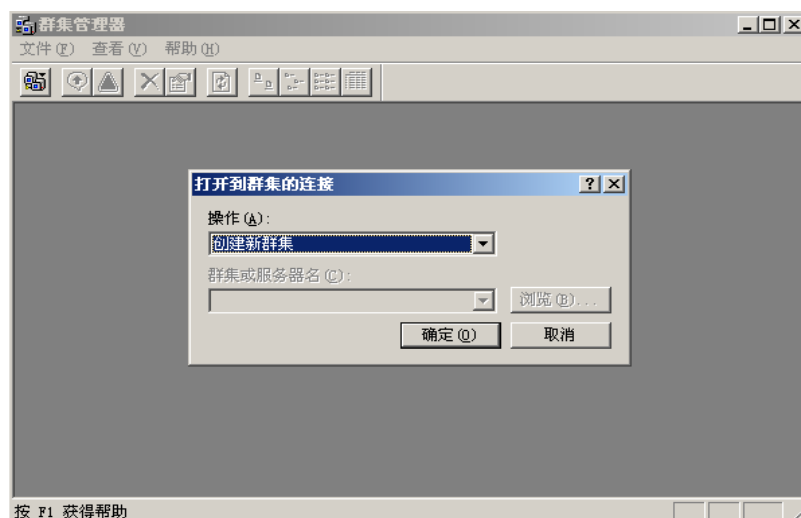 群集管理器
文件(F) 查看(V) 帮助(H)
打开到群集的连接
操作(A):
创建新群集
群集或服务器名(C):
浏览(B)...
确定(O) 取消
按 F1 获得帮助